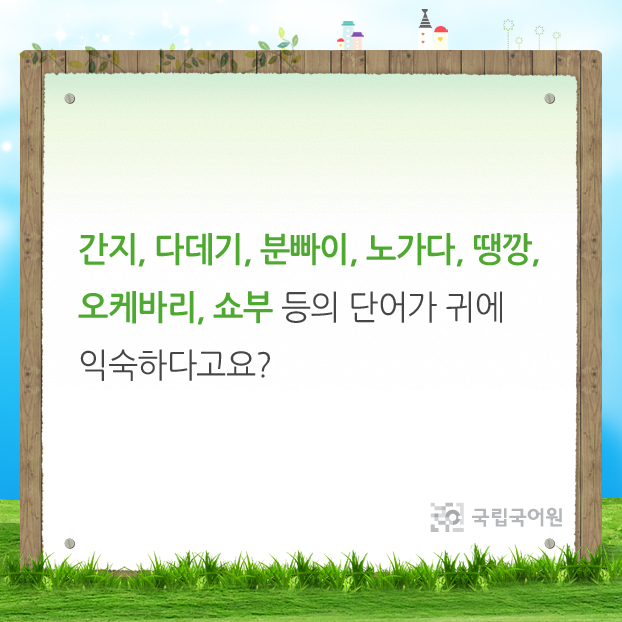 간지, 다데기, 분빠이, 노가다, 땡깡,
오케바리, 쇼부 등의 단어가 귀에
익숙하다고요?
국립국어원